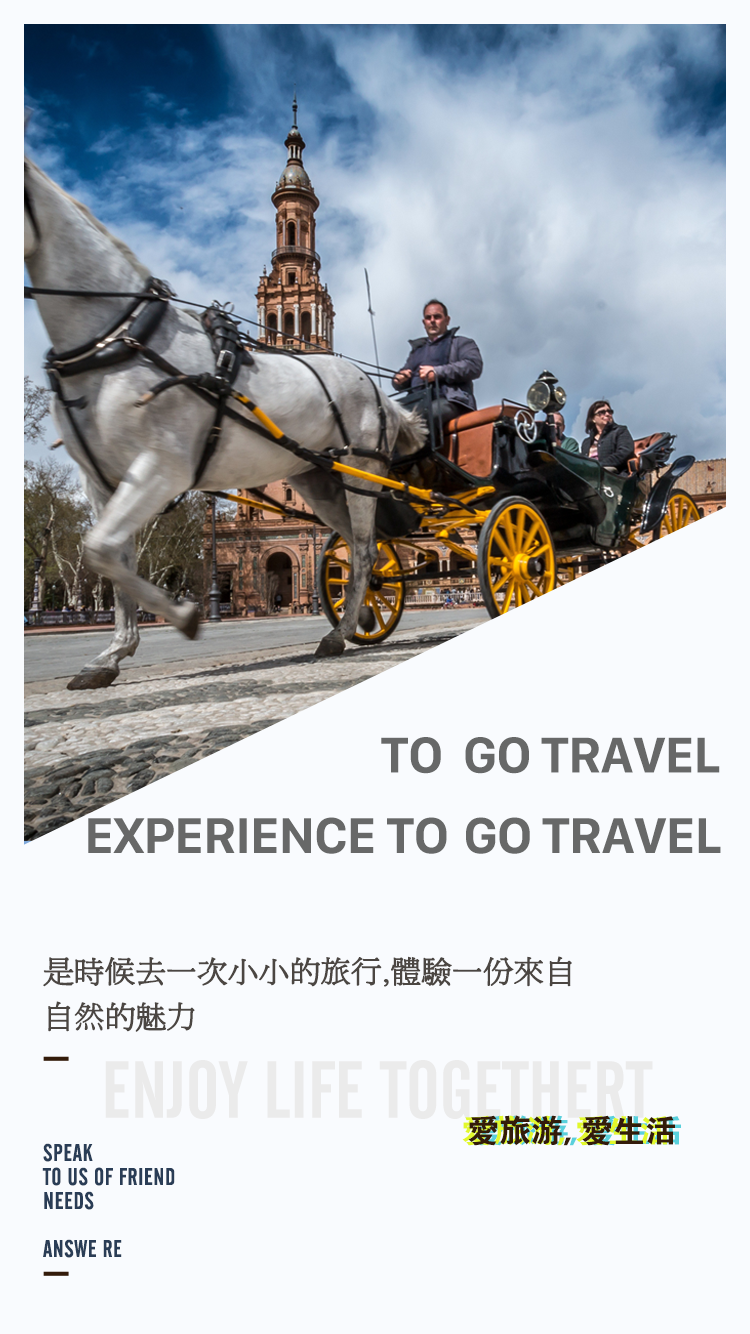 TO GO TRAVEL
EXPERIENCE TO GO TRAVEL
是時候去一次小小的旅行,體驗一份來自
自然的魅力
ENJOY LIFE TOGETHERT
愛旅游, 愛生活
SPEAK
TO US OF FRIEND
NEEDS
ANSWE RE